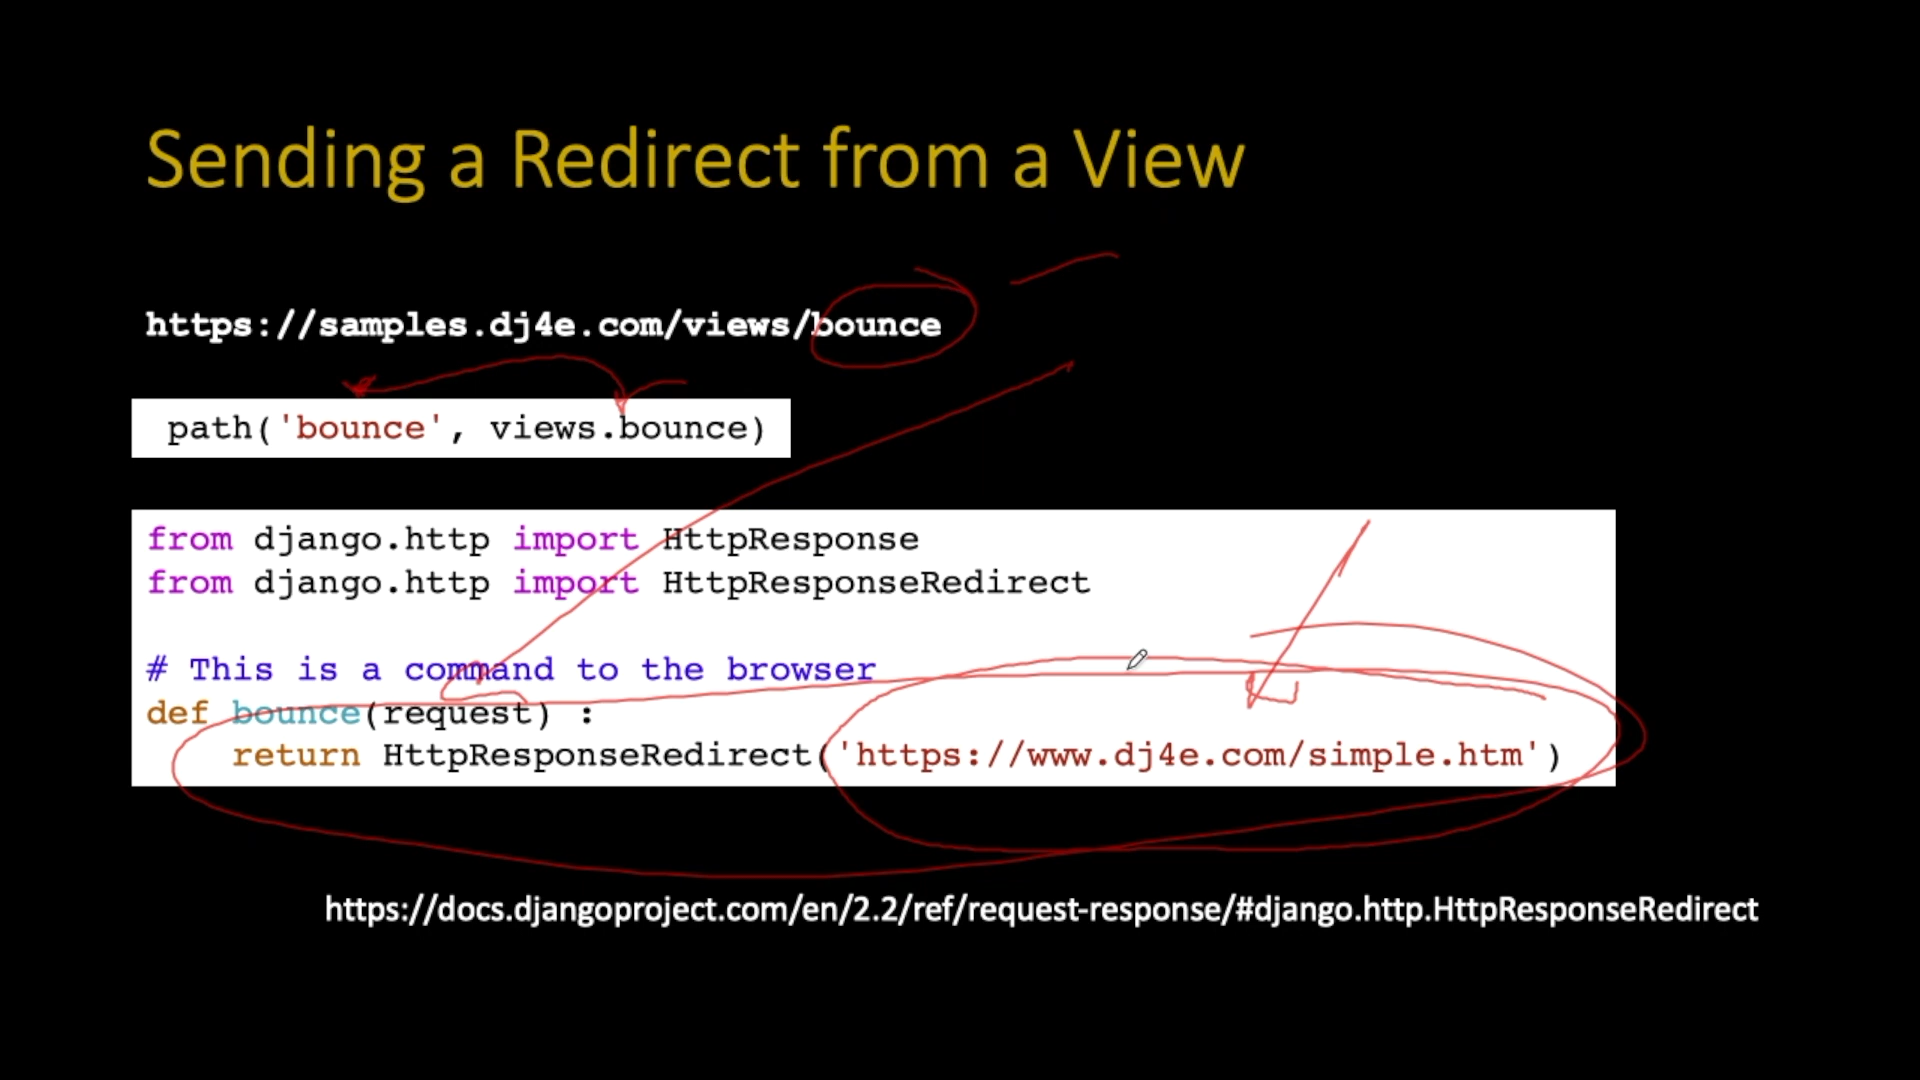 Sending a Redirect from a View
https://samples.dj4e.com/views/bounce
path('bounce', views.bounce)
from django.http import HttpResponse
from django.http import HttpResponseRedirect
# This is a command to the browser
def bounce(request) :
    return HttpResponseRedirect('https://www.dj4e.com/simple.htm')
https://docs.djangoproject.com/en/2.2/ref/request-response/#django.http.HttpResponseRedirect